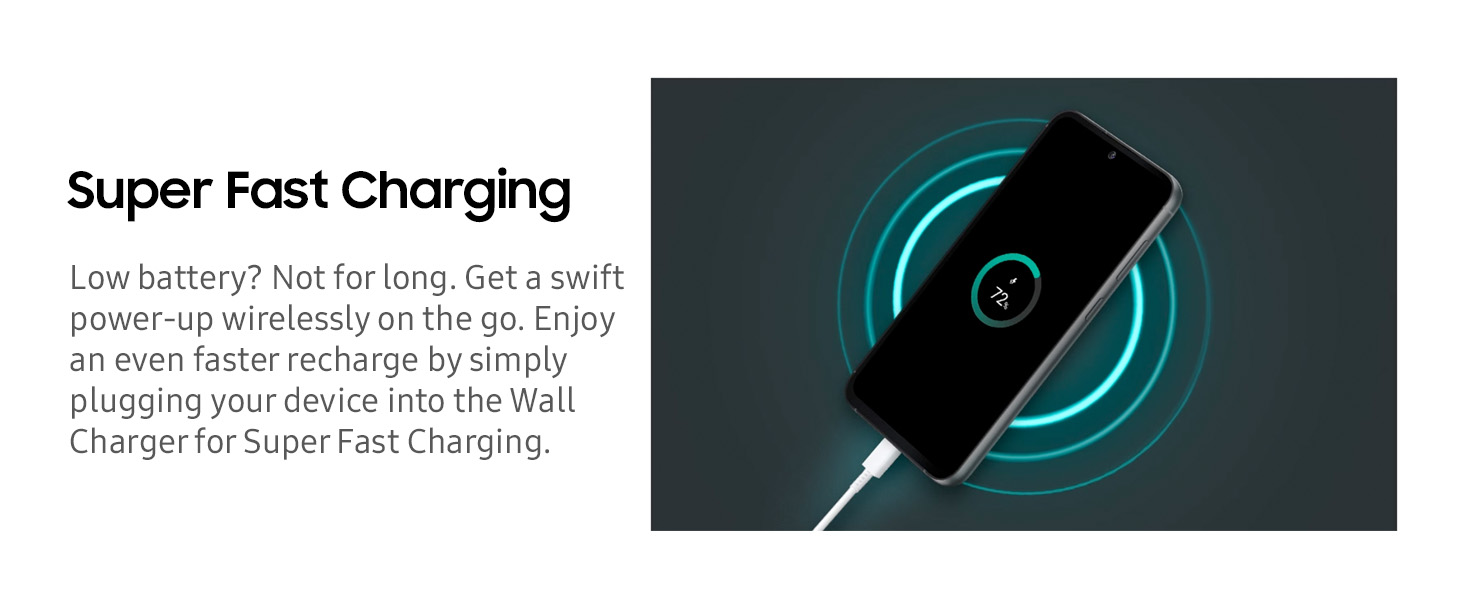 Super Fast Charging
Low battery? Not for long. Get a swift
power-up wirelessly on the go. Enjoy
an even faster recharge by simply
plugging your device into the Wall
Charger for Super Fast Charging.
72%